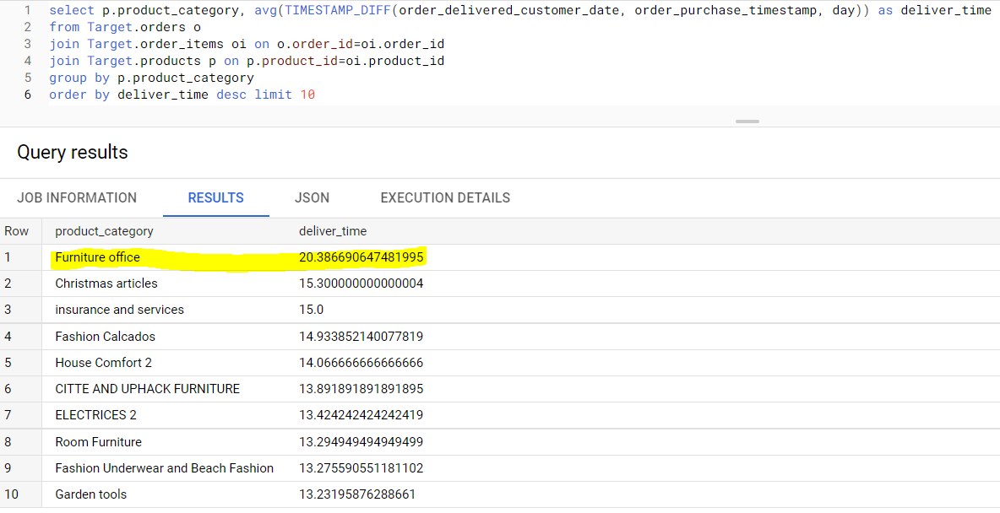 1 select p.product_category, avg(TIMESTAMP_DIFF(order_delivered_customer_date, order_purchase_timestamp, day)) as deliver_time
2 from Target.orders o
3 join Target.order_items oi on o.order_id=oi.order_id
4 join Target.products p on p.product_id=oi.product_id
5 group by p.product_category
6 order by deliver_time desc limit 10
Query results
JOB INFORMATION RESULTS JSON EXECUTION DETAILS
Row product_category deliver_time
1 Furniture office 20.386690647481995
2 Christmas articles 15.300000000000004
3 insurance and services 15.0
4 Fashion Calcados 14.933852140077819
5 House Comfort 2 14.066666666666666
6 CITTE AND UPHACK FURNITURE 13.891891891891895
7 ELECTRICES 2 13.424242424242419
8 Room Furniture 13.294949494949499
9 Fashion Underwear and Beach Fashion 13.275590551181102
10 Garden tools 13.23195876288661